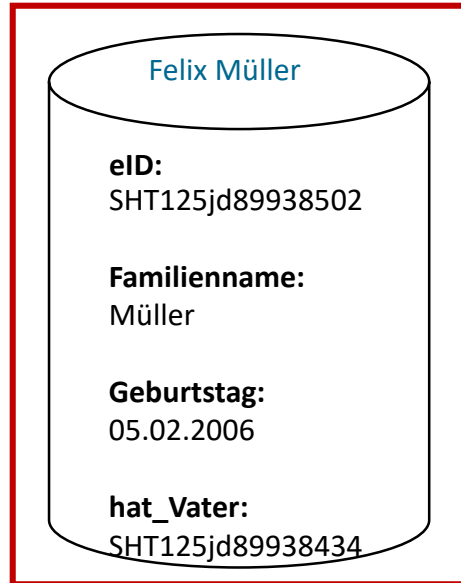 Felix Müller
eID:
SHT125jd89938502
Familienname:
Müller
Geburtstag:
05.02.2006
hat_Vater:
SHT125jd89938434